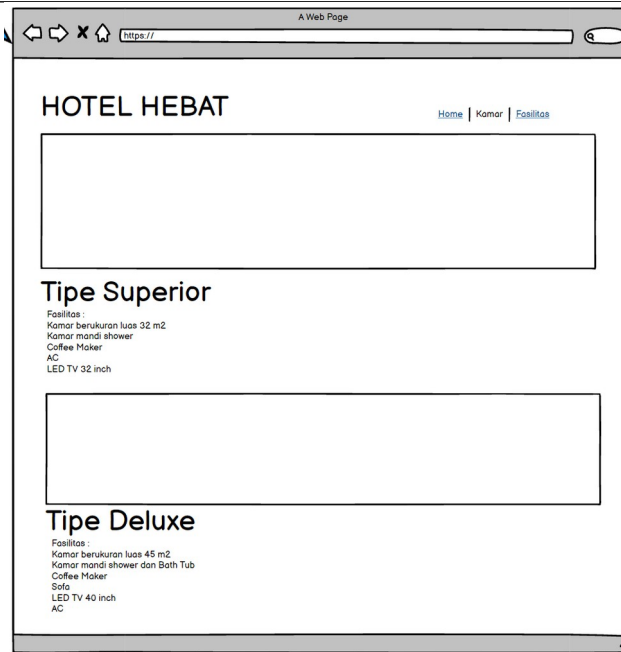 A Web Page
https://
HOTEL HEBAT
Home | Kamar | Fasilitas
Tipe Superior
Fasilitas :
Kamar berukuran luas 32 m2
Kamar mandi shower
Coffee Maker
AC
LED TV 32 inch
Tipe Deluxe
Fasilitas :
Kamar berukuran luas 45 m2
Kamar mandi shower dan Bath Tub
Coffee Maker
Sofa
LED TV 40 inch
AC